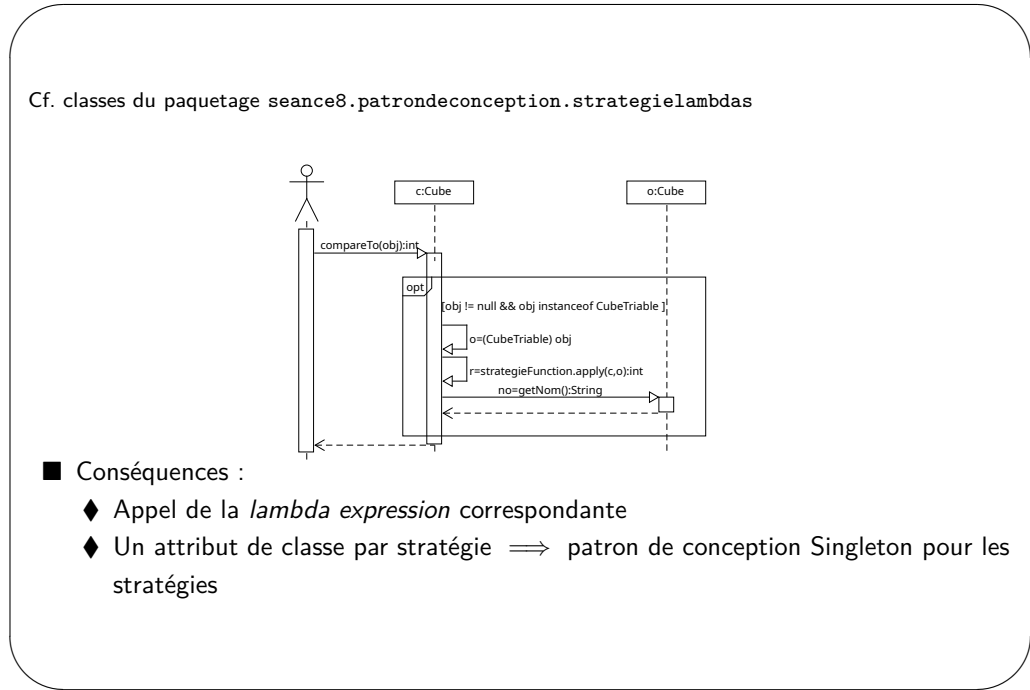 Cf. classes du paquetage seance8.patrondeconception.strategielambdas
c:Cube
o:Cube
compareTo(obj):int
opt
[obj != null && obj instanceof CubeTriable ]
o=(CubeTriable) obj
r=strategieFunction.apply(c,o):int
no=getNom():String
■ Conséquences :
♦ Appel de la lambda expression correspondante
♦ Un attribut de classe par stratégie ⟹ patron de conception Singleton pour les
stratégies